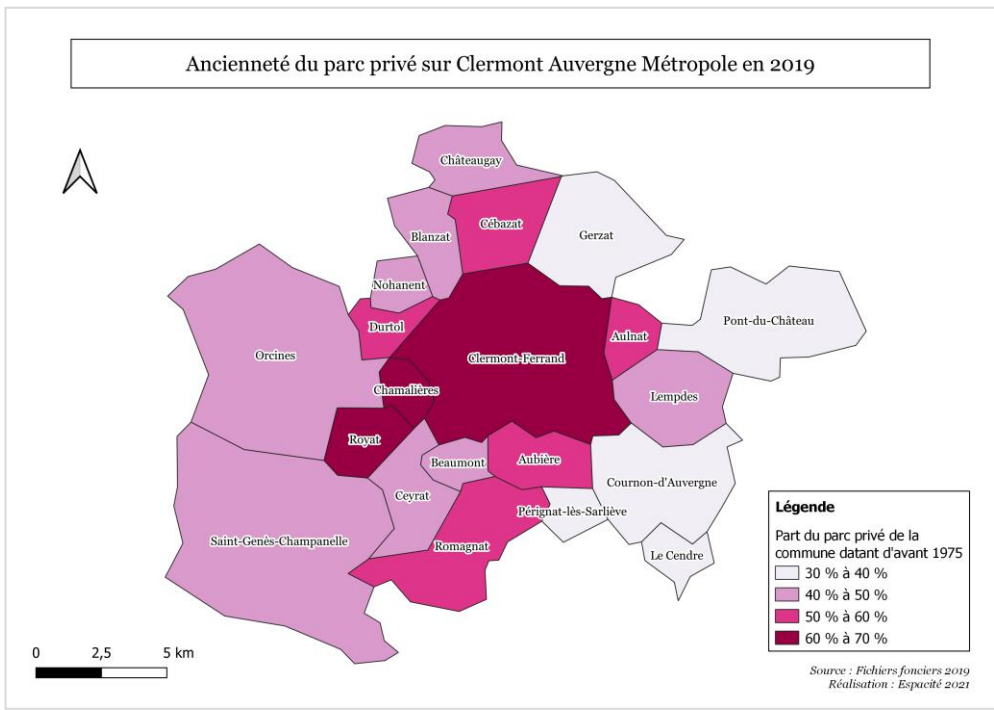 Ancienneté du parc privé sur Clermont Auvergne Métropole en 2019
Châteaugay
Cébazat
Blanzat
Gerzat
Nohanent
Pont-du-Château
Durtol
Aulnat
Orcines
Clermont-Ferrand
Chamalières
Lempdes
Royat
Beaumont
Aubière
Cournon-d'Auvergne
Ceyrat
Pérignat-lès-Sarliève
Saint-Genès-Champanelle
Romagnat
Le Cendre
Légende
Part du parc privé de la
commune datant d'avant 1975
30 % à 40 %
40 % à 50 %
50 % à 60 %
60 % à 70 %
0 2,5 5 km
Source : Fichiers fonciers 2019
Réalisation : Espacité 2021